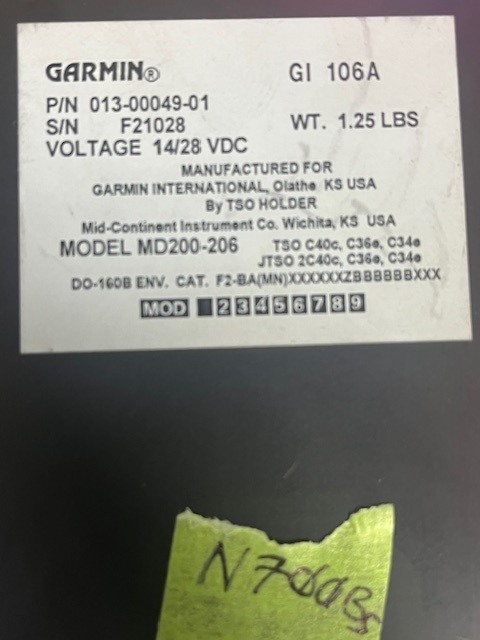 GARMIN® GI 106A
P/N 013-00049-01
S/N F21028 WT. 1.25 LBS
VOLTAGE 14/28 VDC
MANUFACTURED FOR
GARMIN INTERNATIONAL, Olathe KS USA
By TSO HOLDER
Mid-Continent Instrument Co. Wichita, KS USA
MODEL MD200-206 TSO C40c, C36e, C34e
JTSO 2C40c, C36e, C34e
DO-160B ENV. CAT. F2-BA(MN)XXXXXXZBBBBBBXXX
MOD 2 3 4 5 6 7 8 9